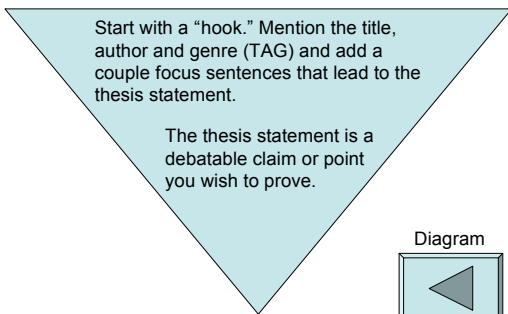 Start with a “hook.” Mention the title,
author and genre (TAG) and add a
couple focus sentences that lead to the
thesis statement.
The thesis statement is a
debatable claim or point
you wish to prove.
Diagram